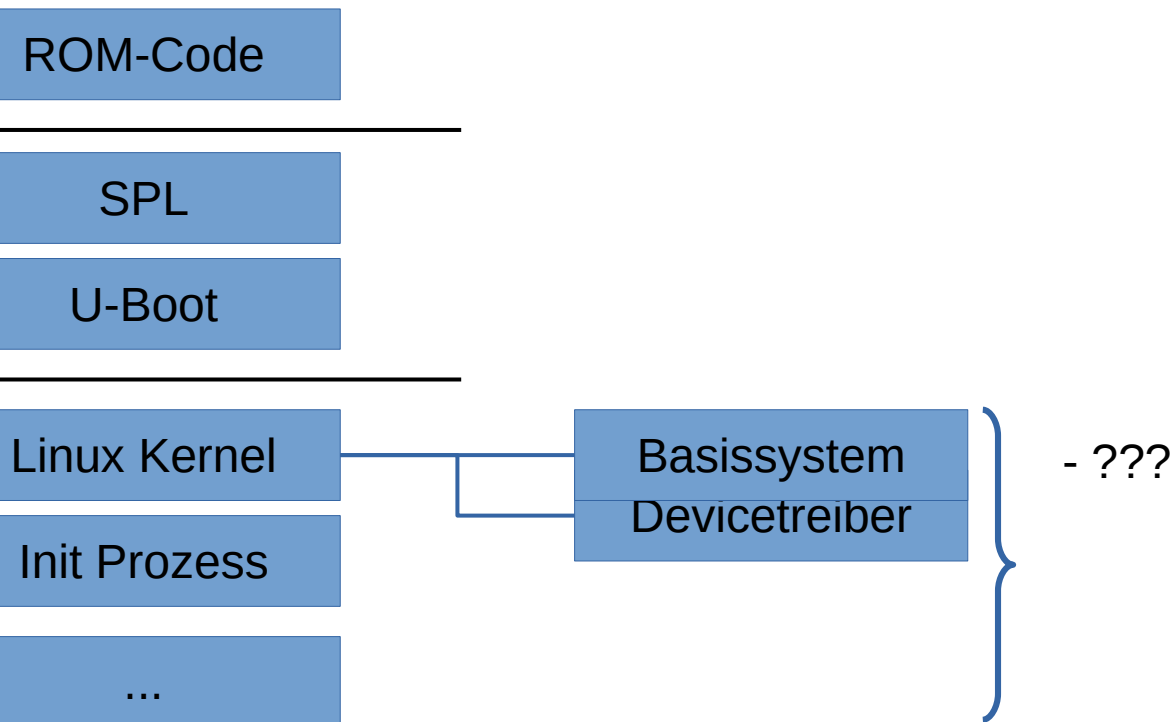 ROM-Code
SPL
U-Boot
Linux Kernel
Basissystem
- ???
Devicetreiber
Init Prozess
...